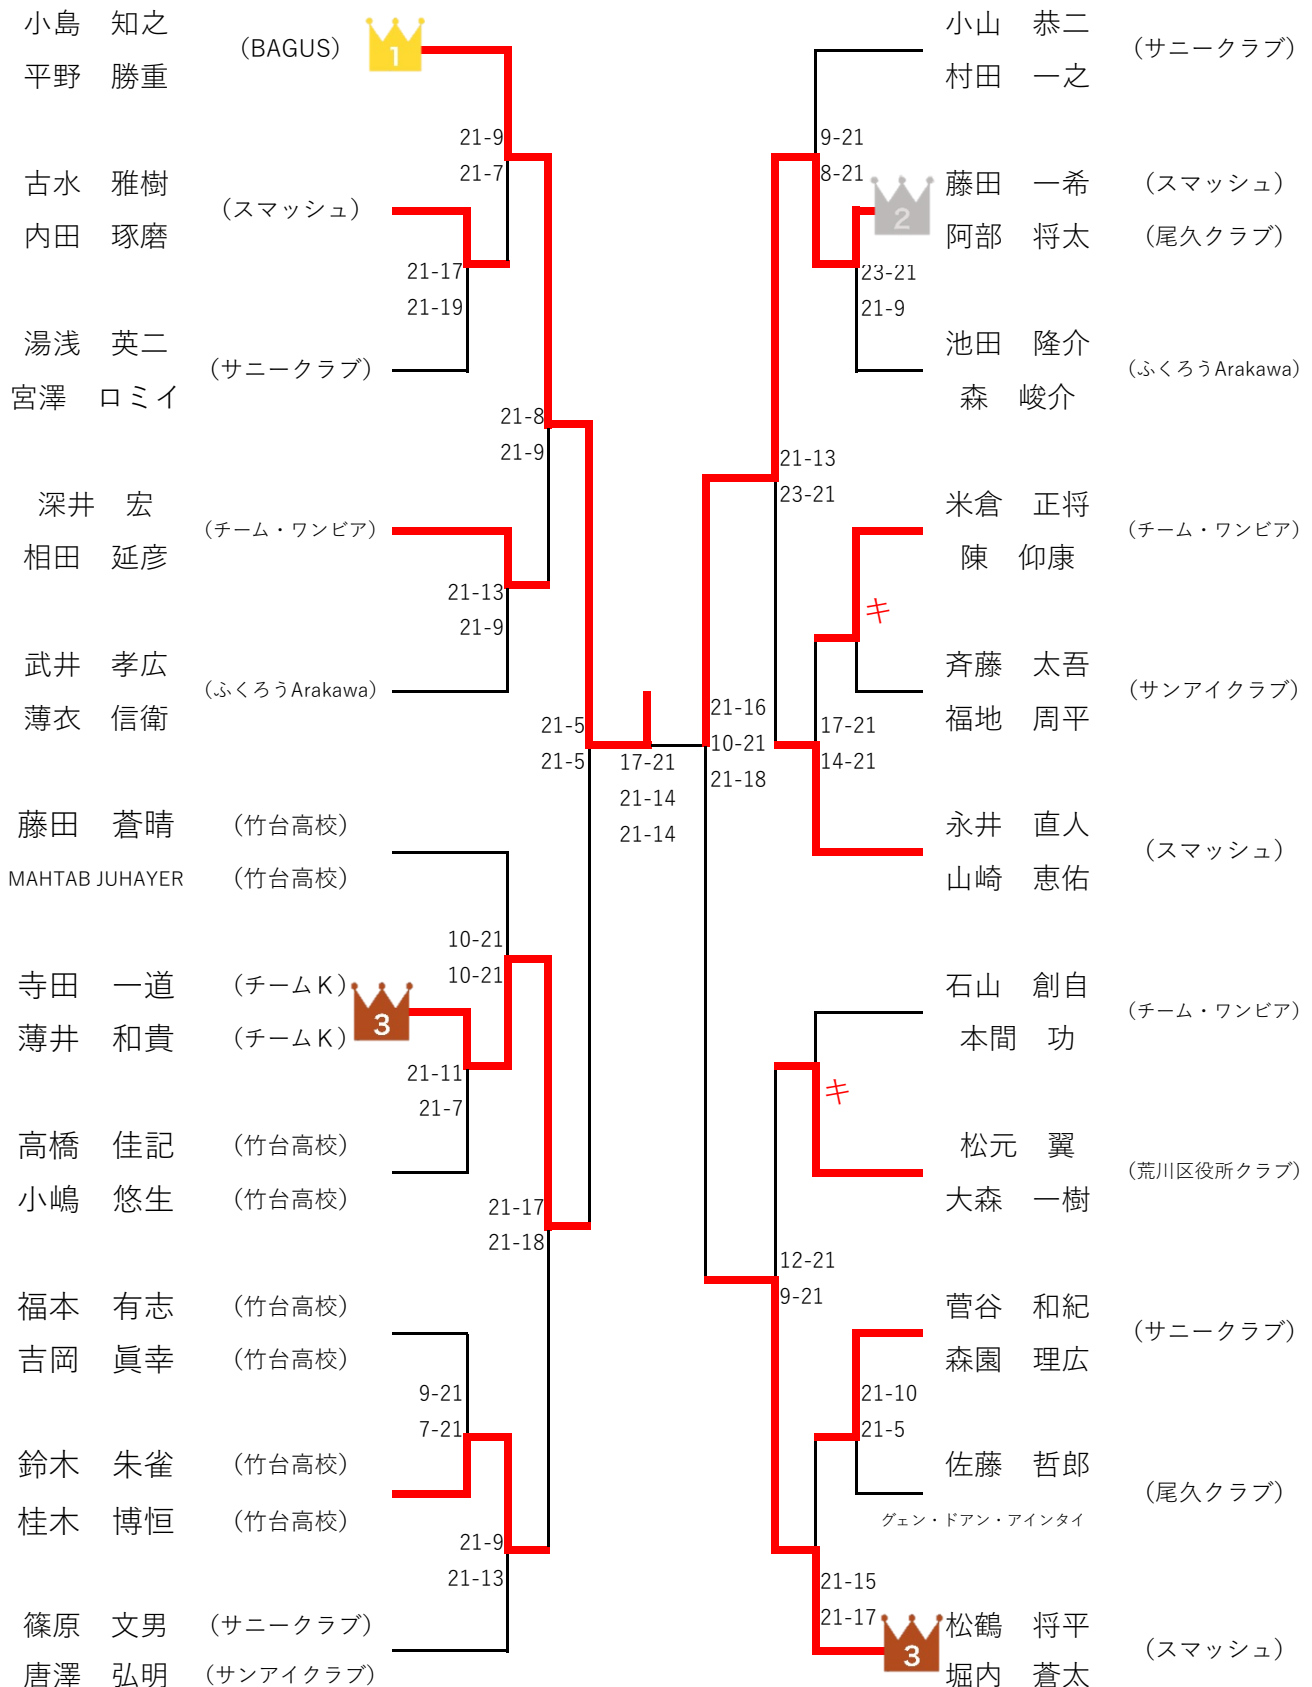 小島　知之
(BAGUS)
平野　勝重
1
21-9
21-7
古水　雅樹
(スマッシュ)
内田　琢磨
21-17
21-19
湯浅　英二
(サニークラブ)
宮澤　ロミイ
21-8
21-9
深井　宏
(チーム・ワンビア)
相田　延彦
21-13
21-9
武井　孝広
(ふくろうArakawa)
薄衣　信衛
21-5
21-5
藤田　蒼晴　(竹台高校)
MAHTAB JUHAYER　(竹台高校)
10-21
10-21
寺田　一道　(チームK)
薄井　和貴　(チームK)
3
21-11
21-7
高橋　佳記　(竹台高校)
小嶋　悠生　(竹台高校)
21-17
21-18
福本　有志　(竹台高校)
吉岡　眞幸　(竹台高校)
9-21
7-21
鈴木　朱雀　(竹台高校)
桂木　博恒　(竹台高校)
21-9
21-13
篠原　文男　(サニークラブ)
唐澤　弘明　(サンアイクラブ)
17-21
21-14
21-14
小山　恭二
(サニークラブ)
村田　一之
9-21
8-21
2
藤田　一希　(スマッシュ)
阿部　将太　(尾久クラブ)
23-21
21-9
池田　隆介
(ふくろうArakawa)
森　峻介
21-13
23-21
米倉　正将
(チーム・ワンビア)
陳　仰康
キ
斉藤　太吾
(サンアイクラブ)
福地　周平
21-16
10-21
21-18
17-21
14-21
永井　直人
(スマッシュ)
山崎　恵佑
石山　創自
(チーム・ワンビア)
本間　功
キ
松元　翼
(荒川区役所クラブ)
大森　一樹
12-21
9-21
菅谷　和紀
(サニークラブ)
森園　理広
21-10
21-5
佐藤　哲郎
(尾久クラブ)
グェン・ドアン・アインタイ
21-15
21-17
3
松鶴　将平
(スマッシュ)
堀内　蒼太